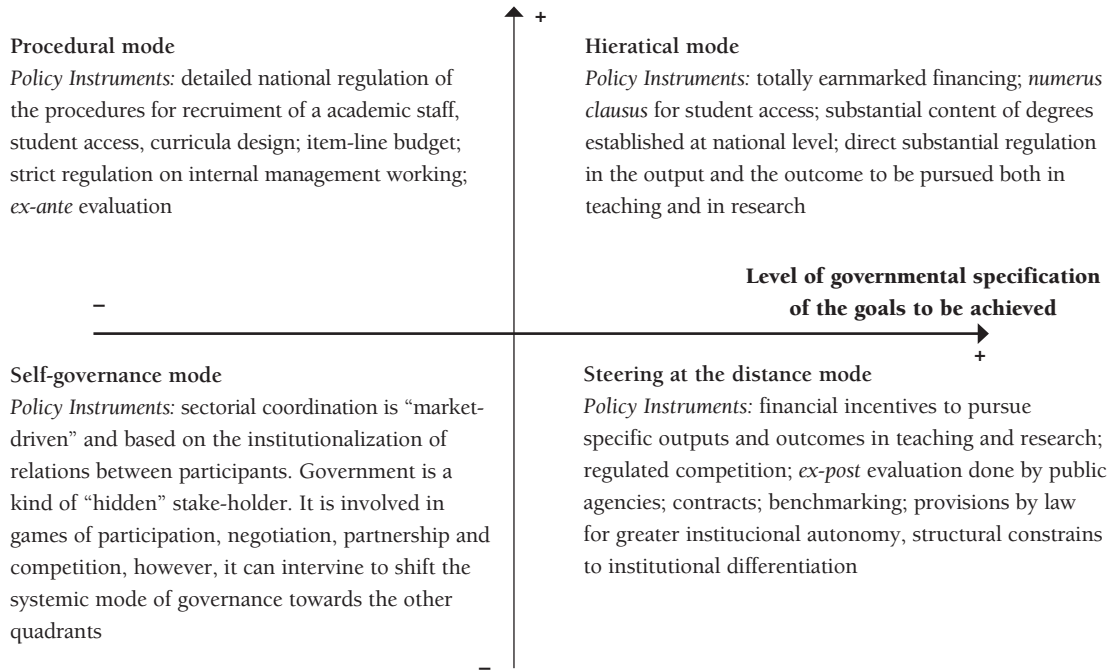 +
Procedural mode
Policy Instruments: detailed national regulation of
the procedures for recruiment of a academic staff,
student access, curricula design; item-line budget;
strict regulation on internal management working;
ex-ante evaluation
Hieratical mode
Policy Instruments: totally earnmarked financing; numerus
clausus for student access; substantial content of degrees
established at national level; direct substantial regulation
in the output and the outcome to be pursued both in
teaching and in research
Level of governmental specification
of the goals to be achieved
–
+
Self-governance mode
Policy Instruments: sectorial coordination is “market-
driven” and based on the institutionalization of
relations between participants. Government is a
kind of “hidden” stake-holder. It is involved in
games of participation, negotiation, partnership and
competition, however, it can intervine to shift the
systemic mode of governance towards the other
quadrants
Steering at the distance mode
Policy Instruments: financial incentives to pursue
specific outputs and outcomes in teaching and research;
regulated competition; ex-post evaluation done by public
agencies; contracts; benchmarking; provisions by law
for greater institucional autonomy, structural constrains
to institutional differentiation
–